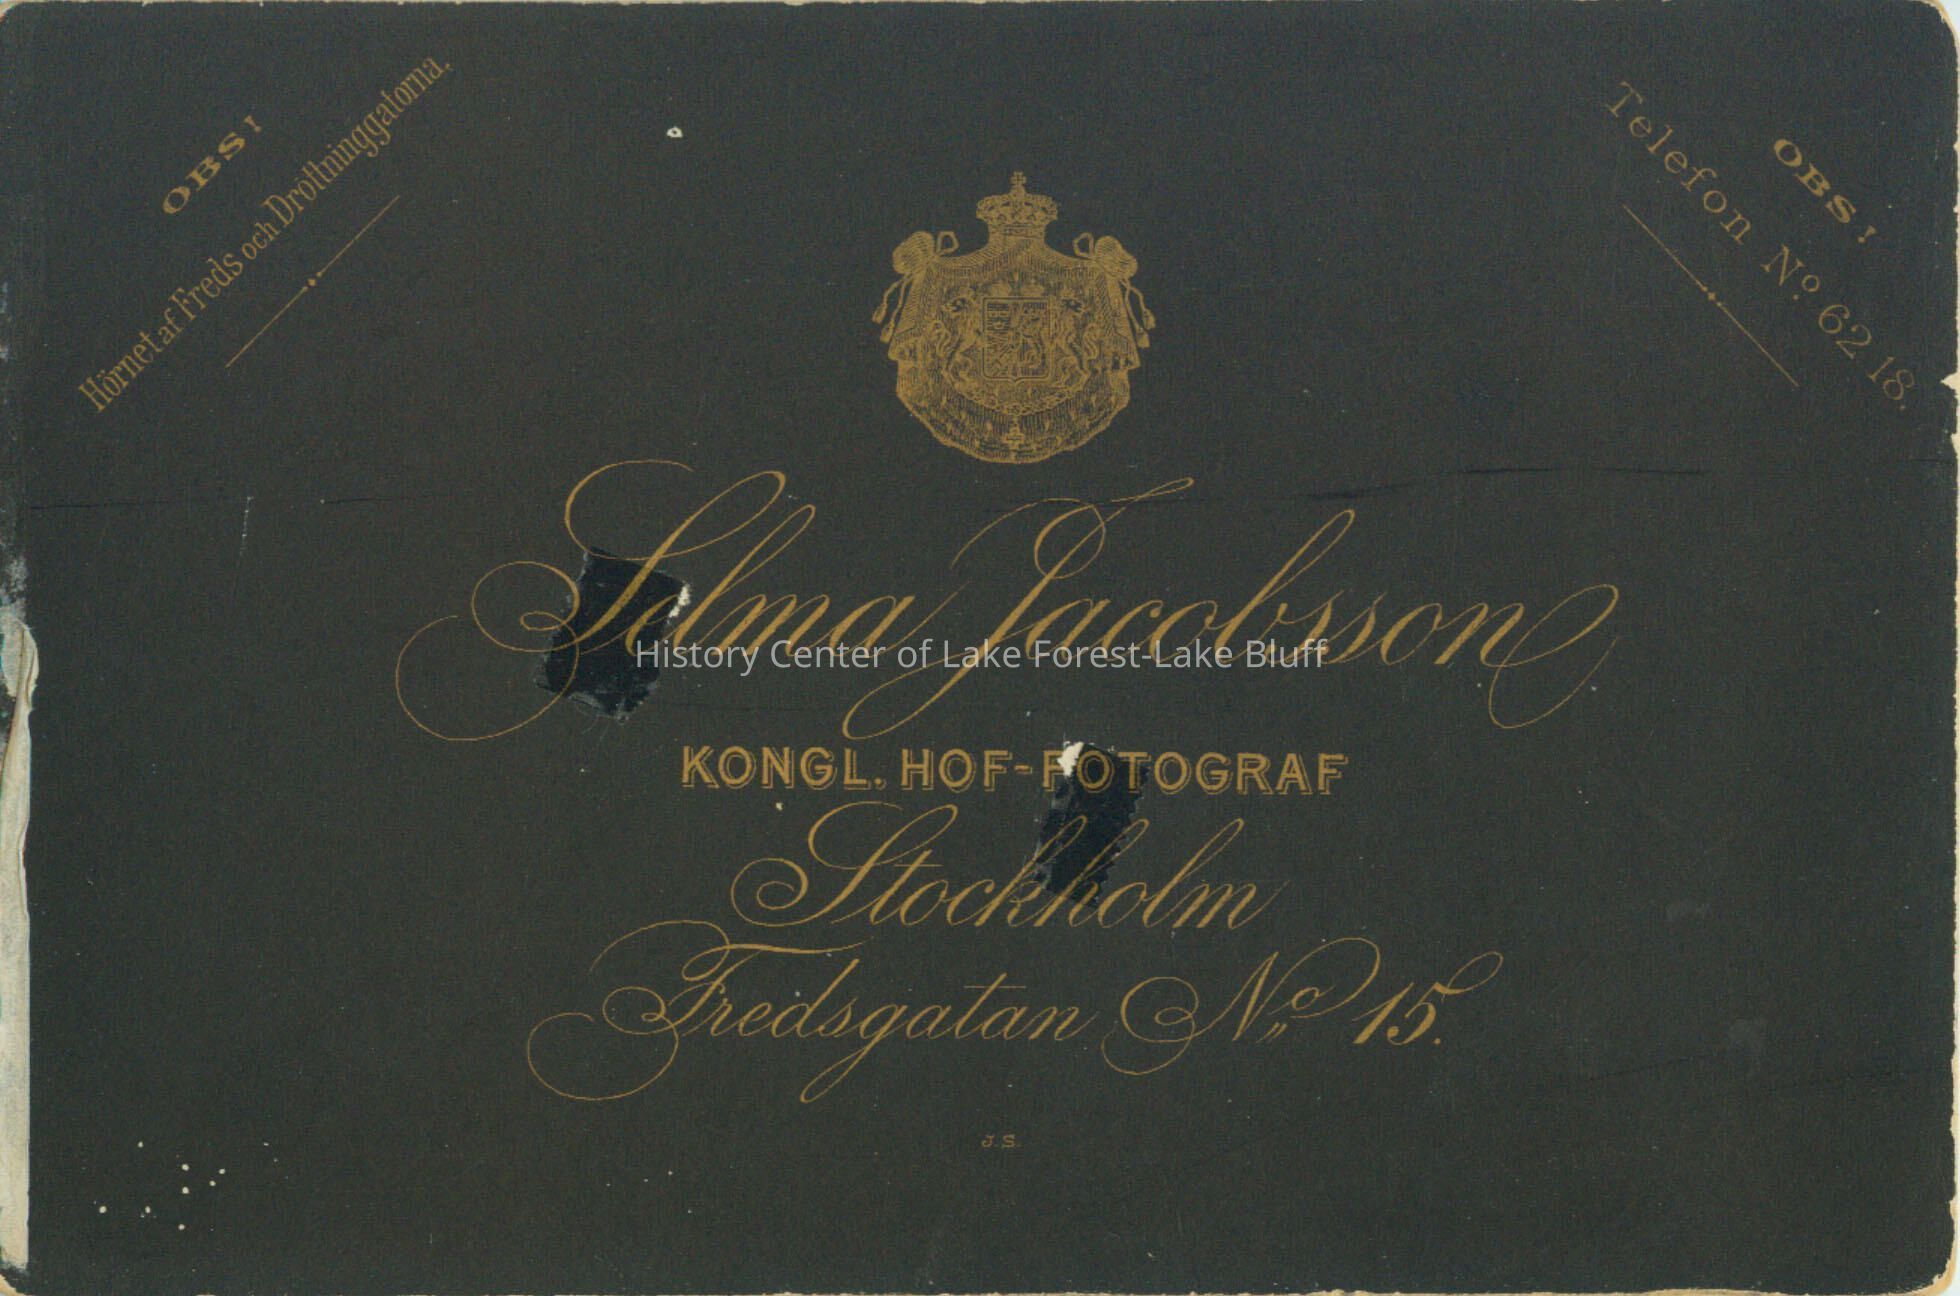 OBS!
Hörnet af Freds och Drottninggatorna.
OBS!
Telefon No. 62 18.
Selma Jacobsson
History Center of Lake Forest-Lake Bluff
KONGL. HOF-FOTOGRAF
Stockholm
Fredsgatan No 15.
J.S.